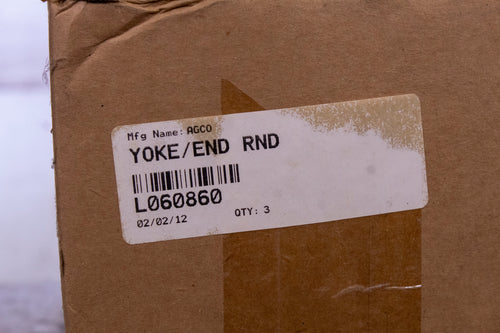 Mfg Name: AGCO
YOKE/END RND
L060860
02/02/12 QTY: 3